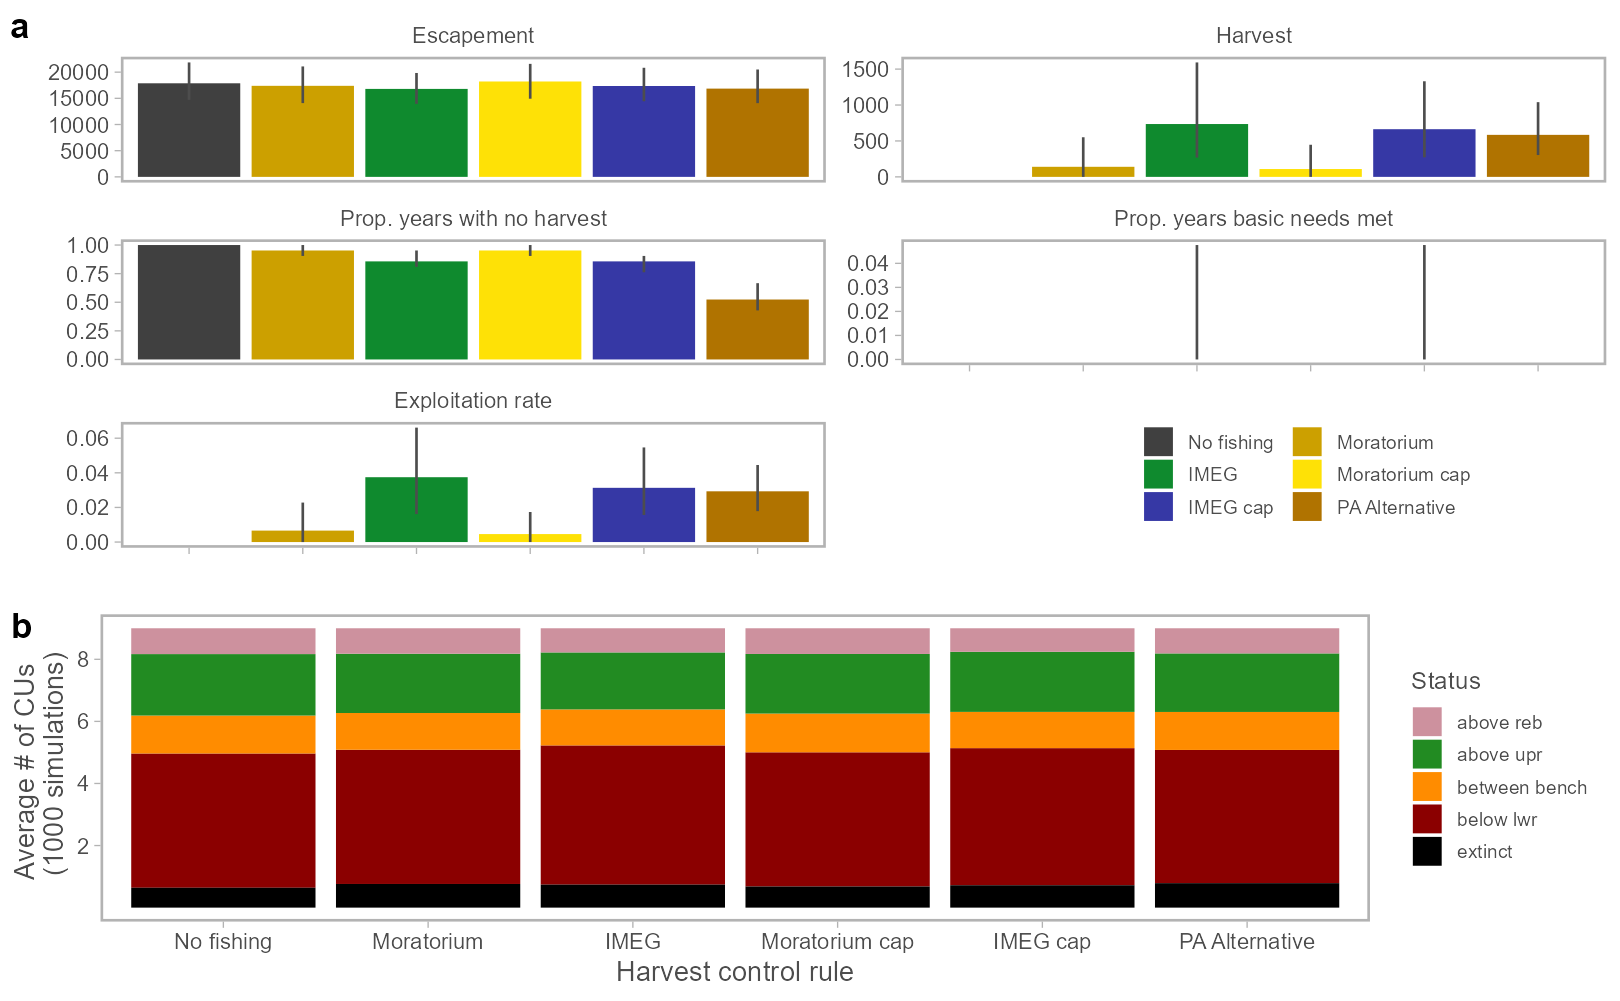 a
Escapement
20000
15000
10000
5000
0
Harvest
1500
1000
500
0
Prop. years with no harvest
1.00
0.75
0.50
0.25
0.00
Prop. years basic needs met
0.04
0.03
0.02
0.01
0.00
Exploitation rate
0.06
0.04
0.02
0.00
No fishing
Moratorium
IMEG
Moratorium cap
IMEG cap
PA Alternative
b
Average # of CUs
(1000 simulations)
8
6
4
2
No fishing
Moratorium
IMEG
Moratorium cap
IMEG cap
PA Alternative
Harvest control rule
Status
above reb
above upr
between bench
below lwr
extinct